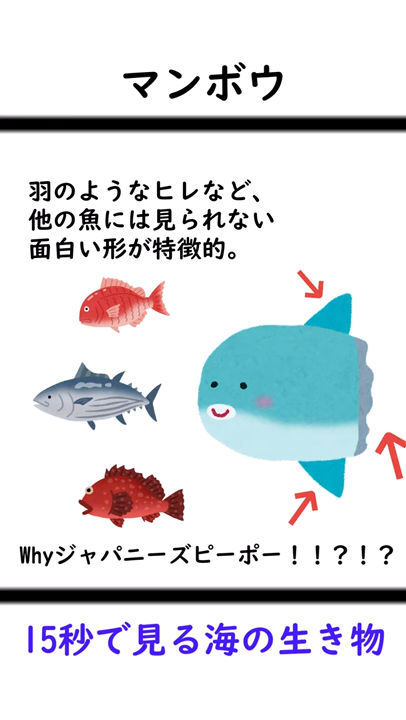 マンボウ
羽のようなヒレなど、
他の魚には見られない
面白い形が特徴的。
Whyジャパニーズピーポー！！？！？
15秒で見る海の生き物